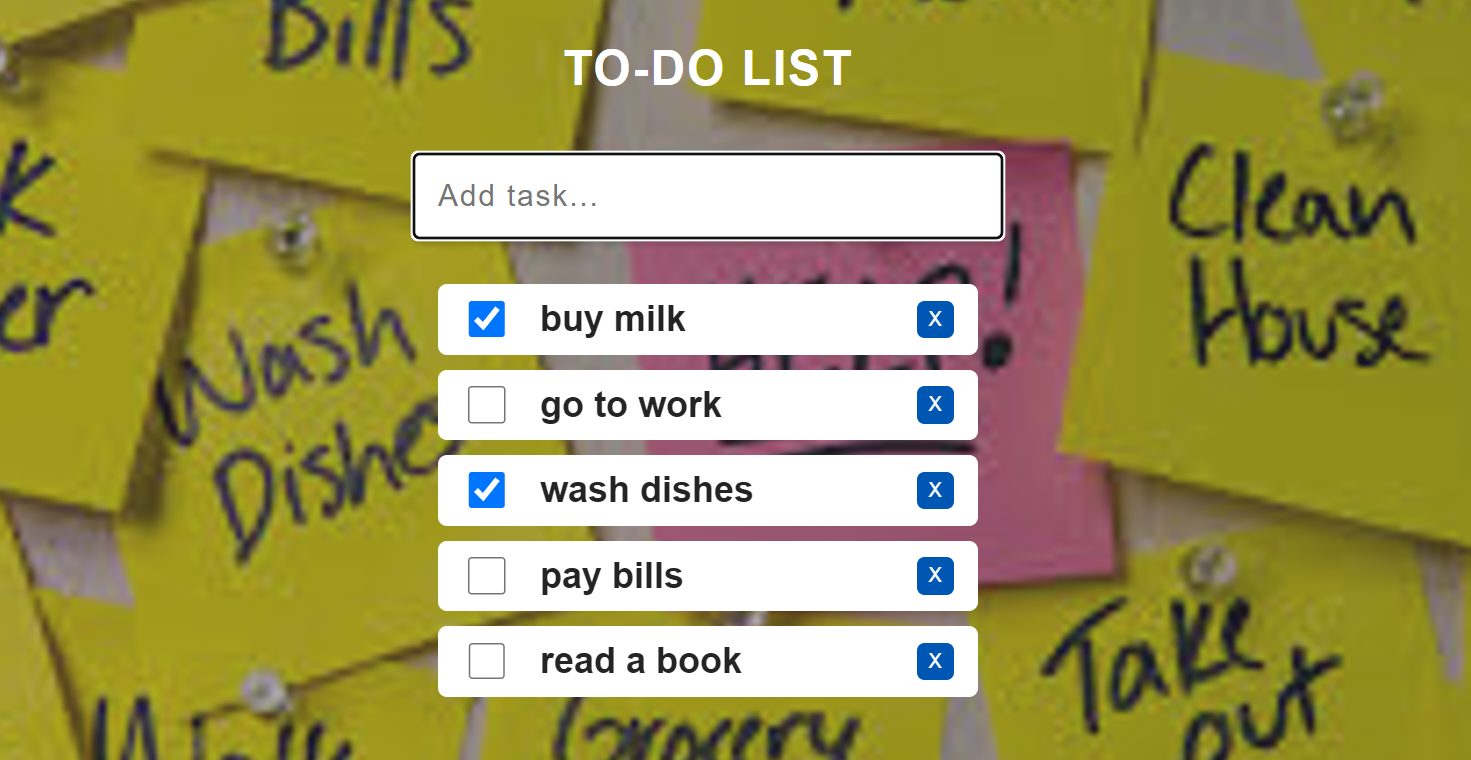 Bills
TO-DO LIST
Add task...
Clean
House
Wash
Dishes
buy milk x
go to work x
wash dishes x
pay bills x
read a book x
Take
out
Walk
Grocery